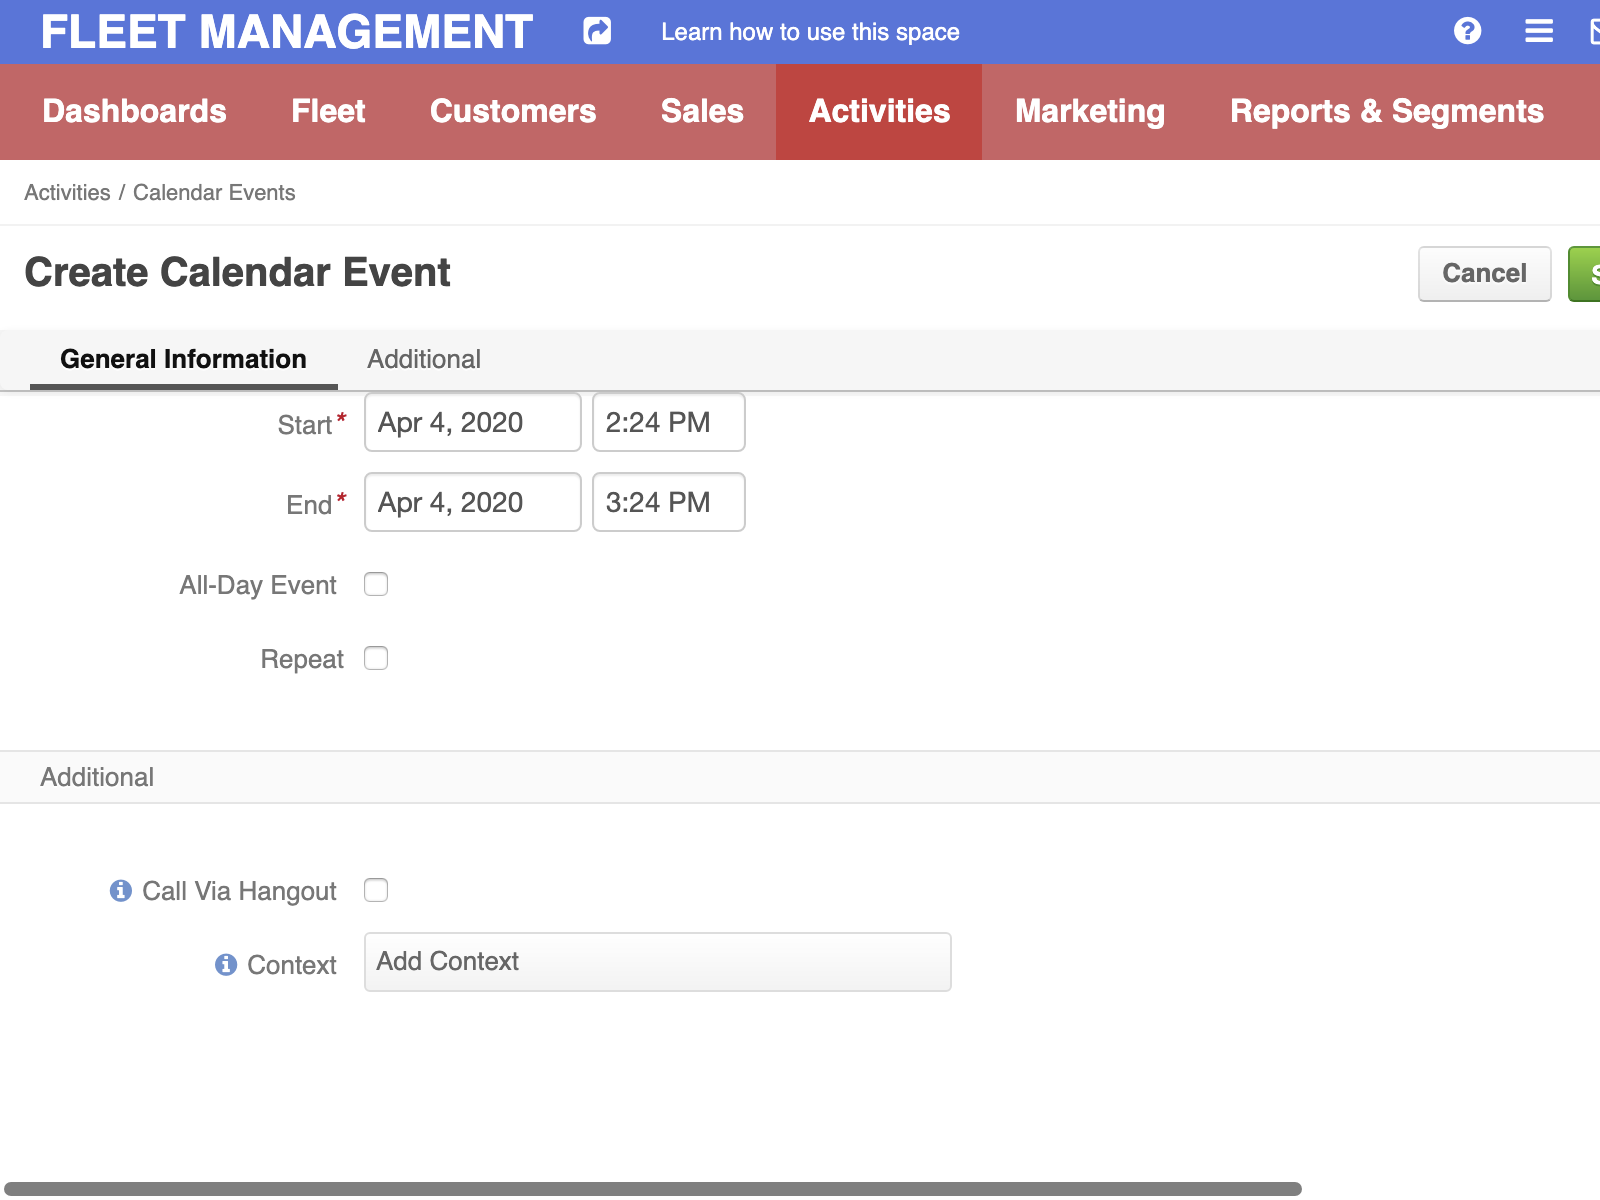 FLEET MANAGEMENT Learn how to use this space
Dashboards Fleet Customers Sales Activities Marketing Reports & Segments
Activities / Calendar Events
Create Calendar Event
Cancel
General Information Additional
Start* Apr 4, 2020 2:24 PM
End* Apr 4, 2020 3:24 PM
All-Day Event
Repeat
Additional
Call Via Hangout
Context Add Context